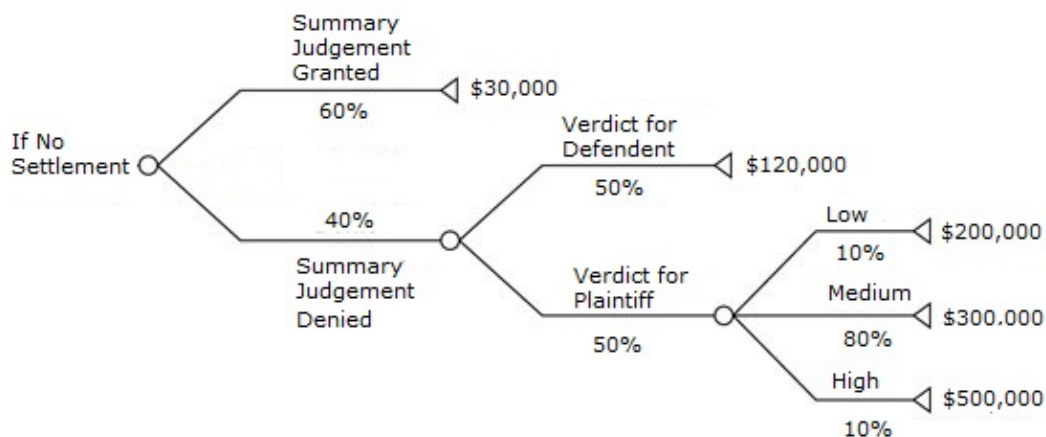 Summary
Judgement
Granted
60%
$30,000
If No
Settlement
40%
Summary
Judgement
Denied
Verdict for
Defendent
50%
$120,000
Verdict for
Plaintiff
50%
Low
10%
$200,000
Medium
80%
$300.000
High
10%
$500,000